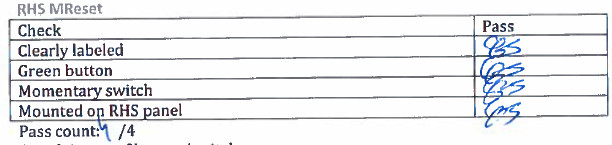 RHS MReset
Check Pass
Clearly labeled
Green button
Momentary switch
Mounted on RHS panel
Pass count: 4 /4